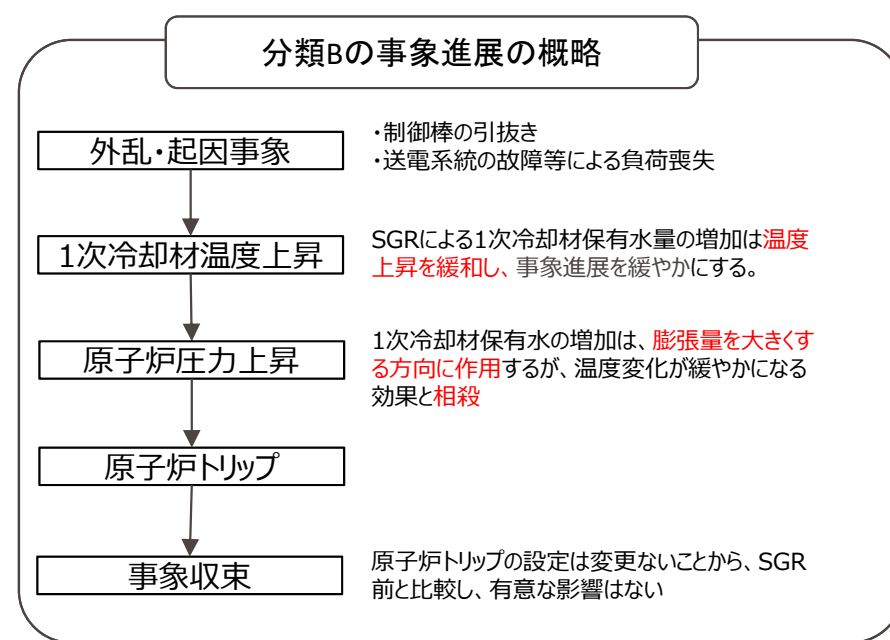 分類Bの事象進展の概略
外乱・起因事象
・制御棒の引抜き
・送電系統の故障等による負荷喪失
1次冷却材温度上昇
SGRによる1次冷却材保有水量の増加は温度
上昇を緩和し、事象進展を緩やかにする。
原子炉圧力上昇
1次冷却材保有水の増加は、膨張量を大きくす
る方向に作用するが、温度変化が緩やかになる
効果と相殺
原子炉トリップ
事象収束
原子炉トリップの設定は変更ないことから、SGR
前と比較し、有意な影響はない